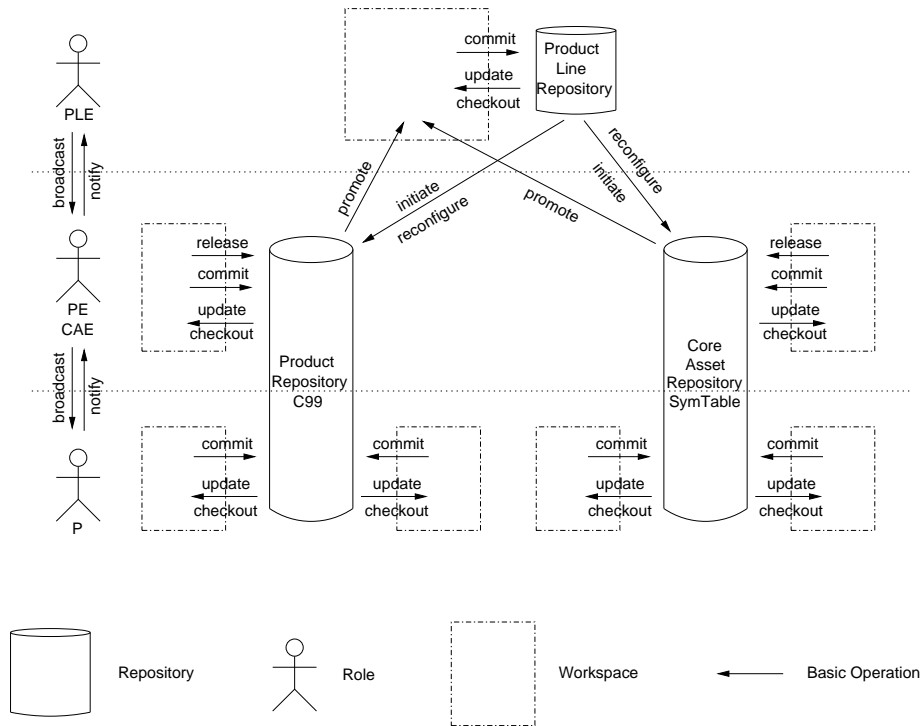 commit
update
checkout
Product
Line
Repository
PLE
broadcast
notify
promote
initiate
reconfigure
promote
reconfigure
initiate
release
commit
update
checkout
release
commit
update
checkout
PE
CAE
Product
Repository
C99
Core
Asset
Repository
SymTable
broadcast
notify
commit
update
checkout
commit
update
checkout
commit
update
checkout
commit
update
checkout
P
Repository
Role
Workspace
Basic Operation